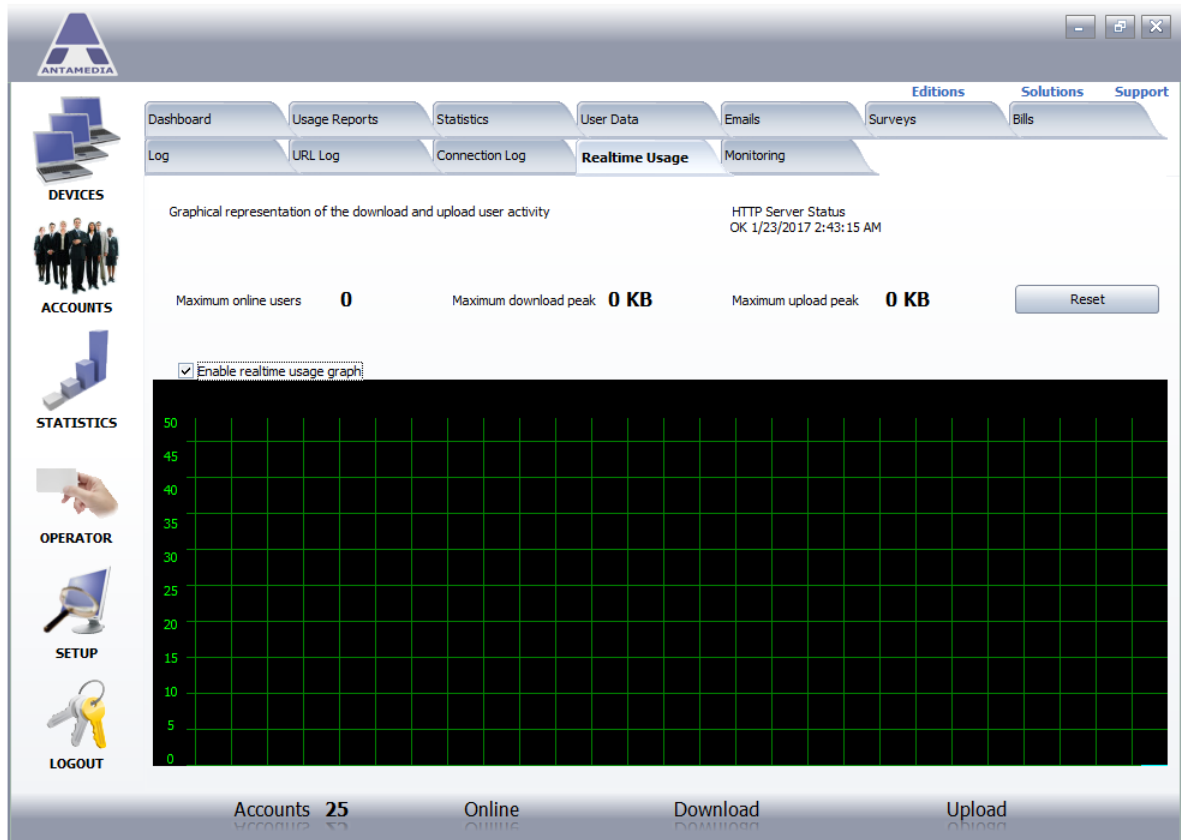 ANTAMEDIA
Editions Solutions Support
Dashboard Usage Reports Statistics User Data Emails Surveys Bills
Log URL Log Connection Log Realtime Usage Monitoring
DEVICES
ACCOUNTS
STATISTICS
OPERATOR
SETUP
LOGOUT
Graphical representation of the download and upload user activity
HTTP Server Status
OK 1/23/2017 2:43:15 AM
Maximum online users 0 Maximum download peak 0 KB Maximum upload peak 0 KB Reset
Enable realtime usage graph
50
45
40
35
30
25
20
15
10
5
0
Accounts 25 Online Download Upload